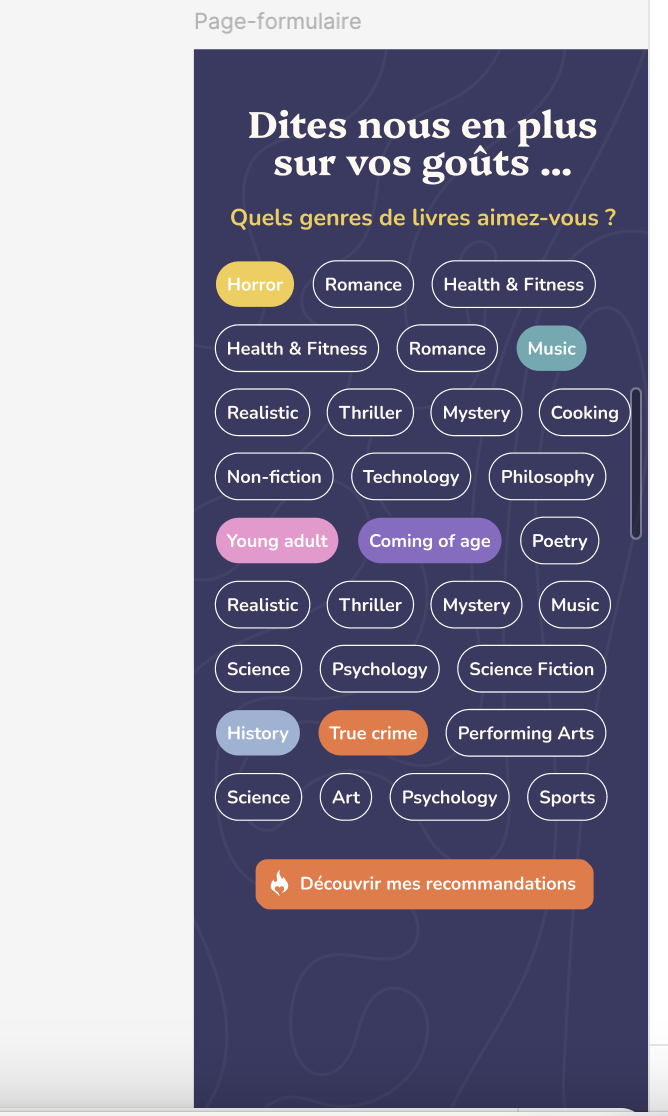 Page-formulaire
Dites nous en plus
sur vos goûts ...
Quels genres de livres aimez-vous ?
Horror Romance Health & Fitness
Health & Fitness Romance Music
Realistic Thriller Mystery Cooking
Non-fiction Technology Philosophy
Young adult Coming of age Poetry
Realistic Thriller Mystery Music
Science Psychology Science Fiction
History True crime Performing Arts
Science Art Psychology Sports
Découvrir mes recommandations